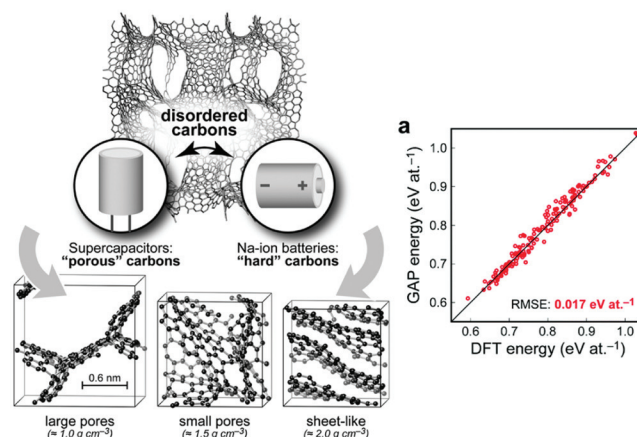 disordered
carbons
− +
Supercapacitors:
"porous" carbons
Na-ion batteries:
"hard" carbons
0.6 nm
large pores
(≈ 1.0 g cm⁻³)
small pores
(≈ 1.5 g cm⁻³)
sheet-like
(≈ 2.0 g cm⁻³)
a
GAP energy (eV at.⁻¹)
1.0
0.9
0.8
0.7
0.6
RMSE: 0.017 eV at.⁻¹
0.6 0.7 0.8 0.9 1.0
DFT energy (eV at.⁻¹)